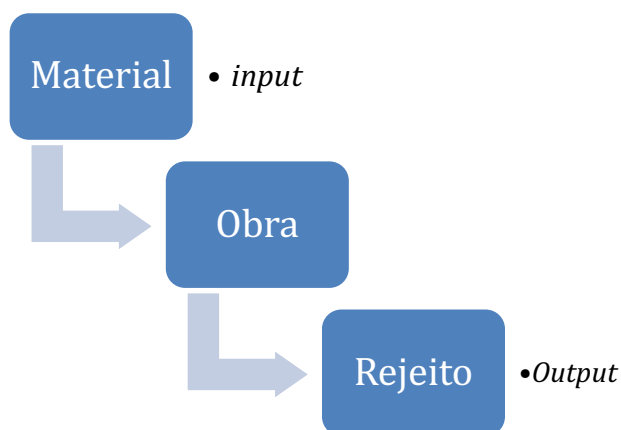 Material
• input
Obra
Rejeito
•Output